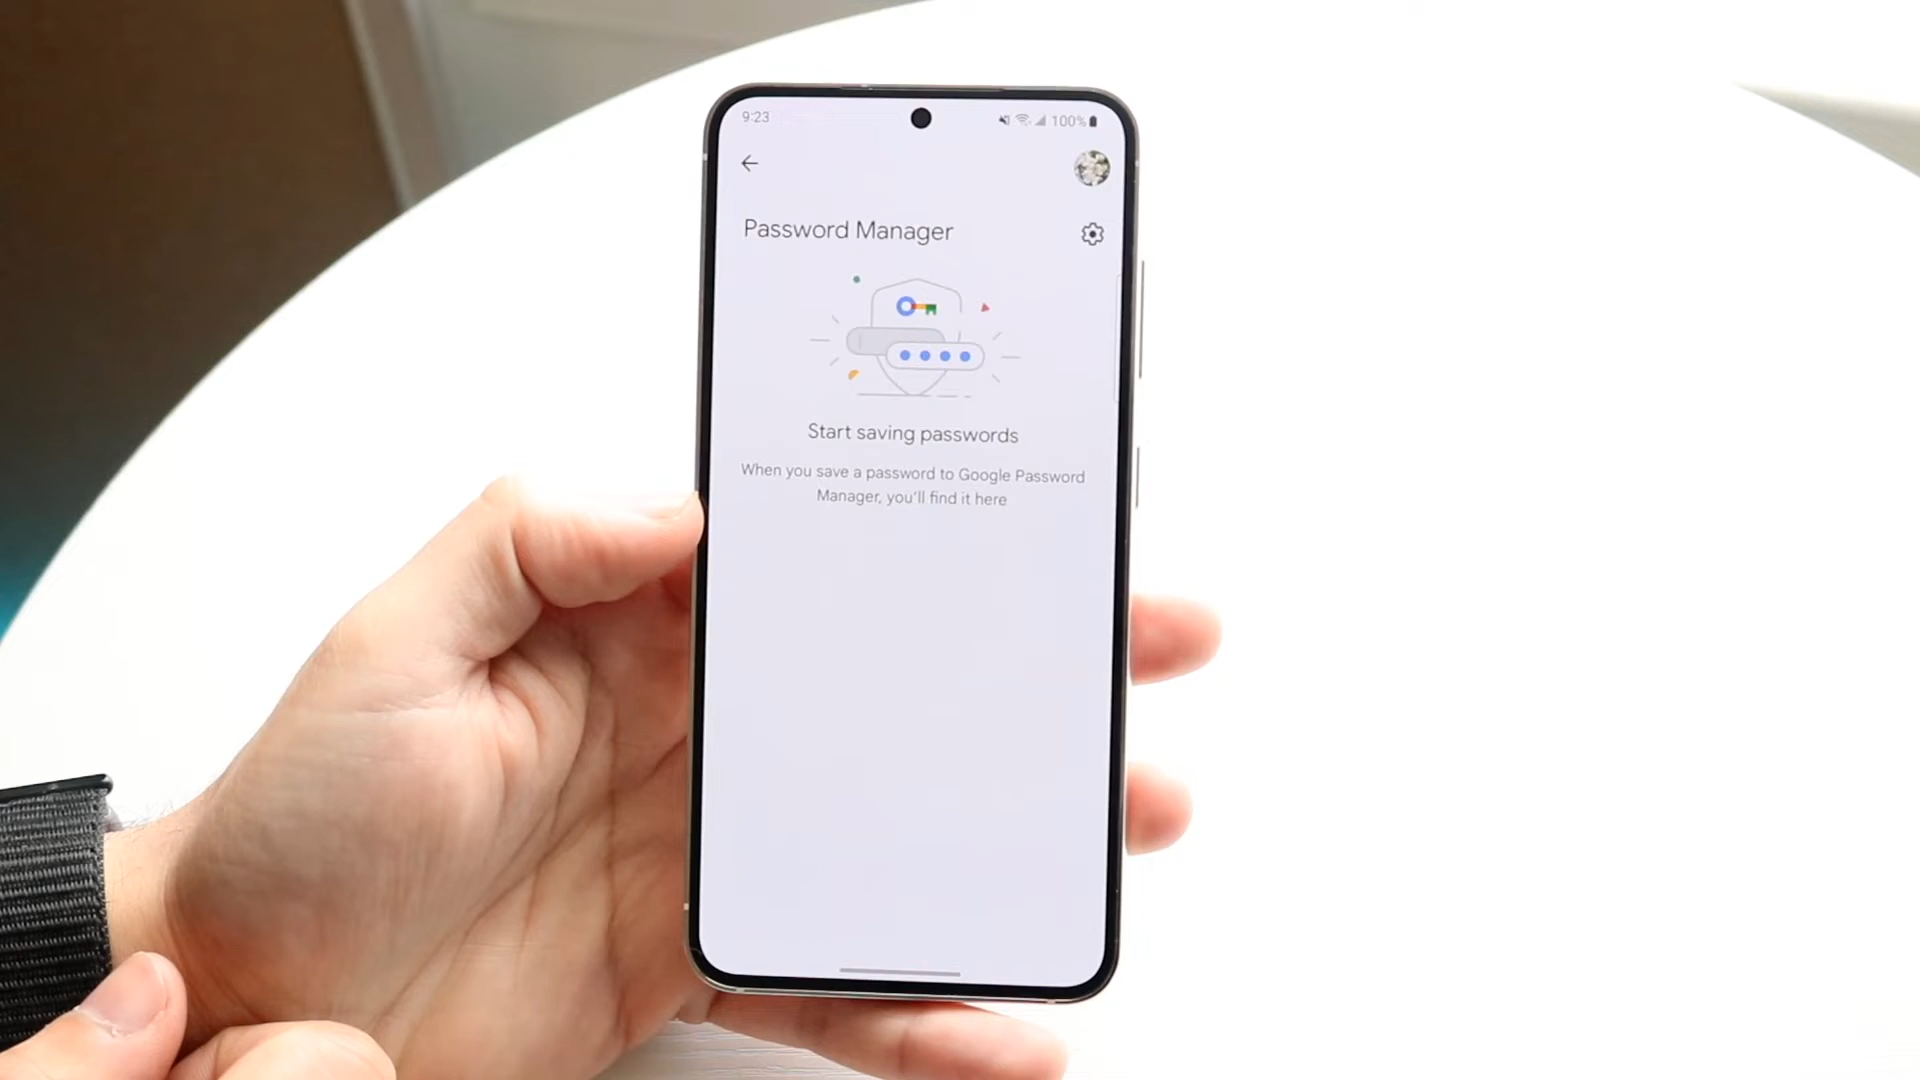 9:23
100%
Password Manager
Start saving passwords
When you save a password to Google Password
Manager, you'll find it here